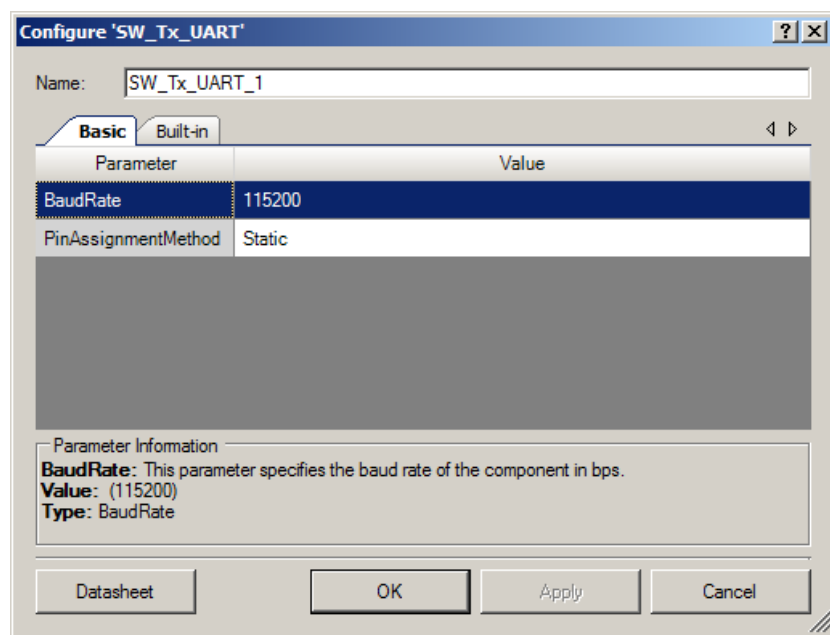 Configure 'SW_Tx_UART'
Name: SW_Tx_UART_1
Basic Built-in
Parameter Value
BaudRate 115200
PinAssignmentMethod Static
Parameter Information
BaudRate: This parameter specifies the baud rate of the component in bps.
Value: (115200)
Type: BaudRate
Datasheet OK Apply Cancel